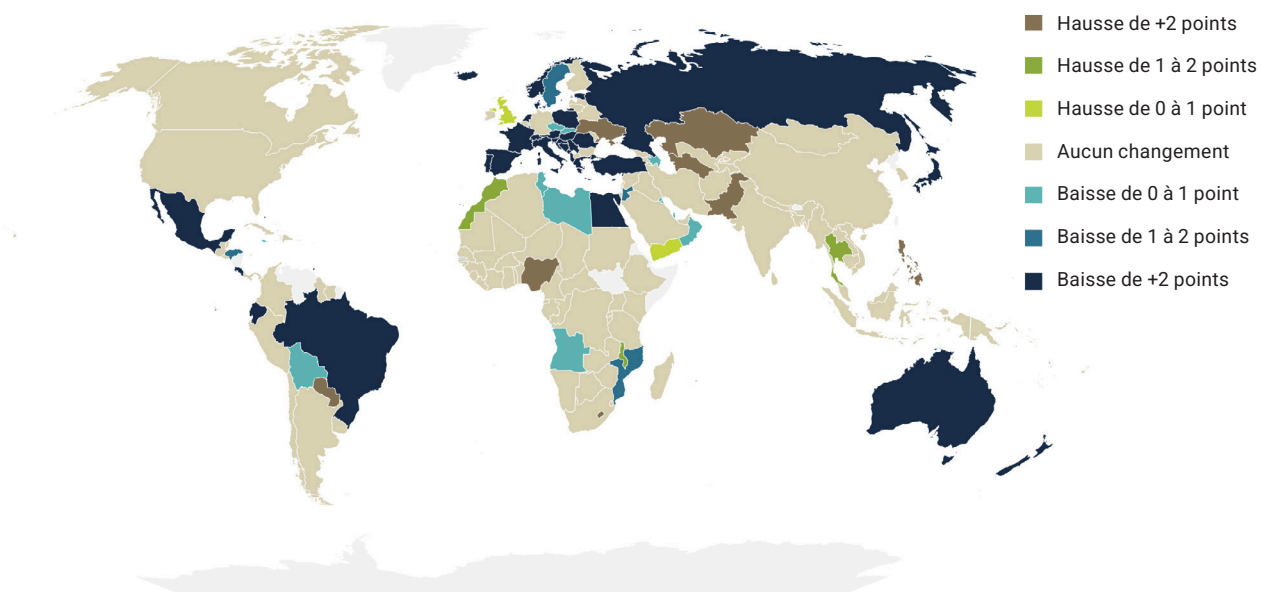 Hausse de +2 points
Hausse de 1 à 2 points
Hausse de 0 à 1 point
Aucun changement
Baisse de 0 à 1 point
Baisse de 1 à 2 points
Baisse de +2 points